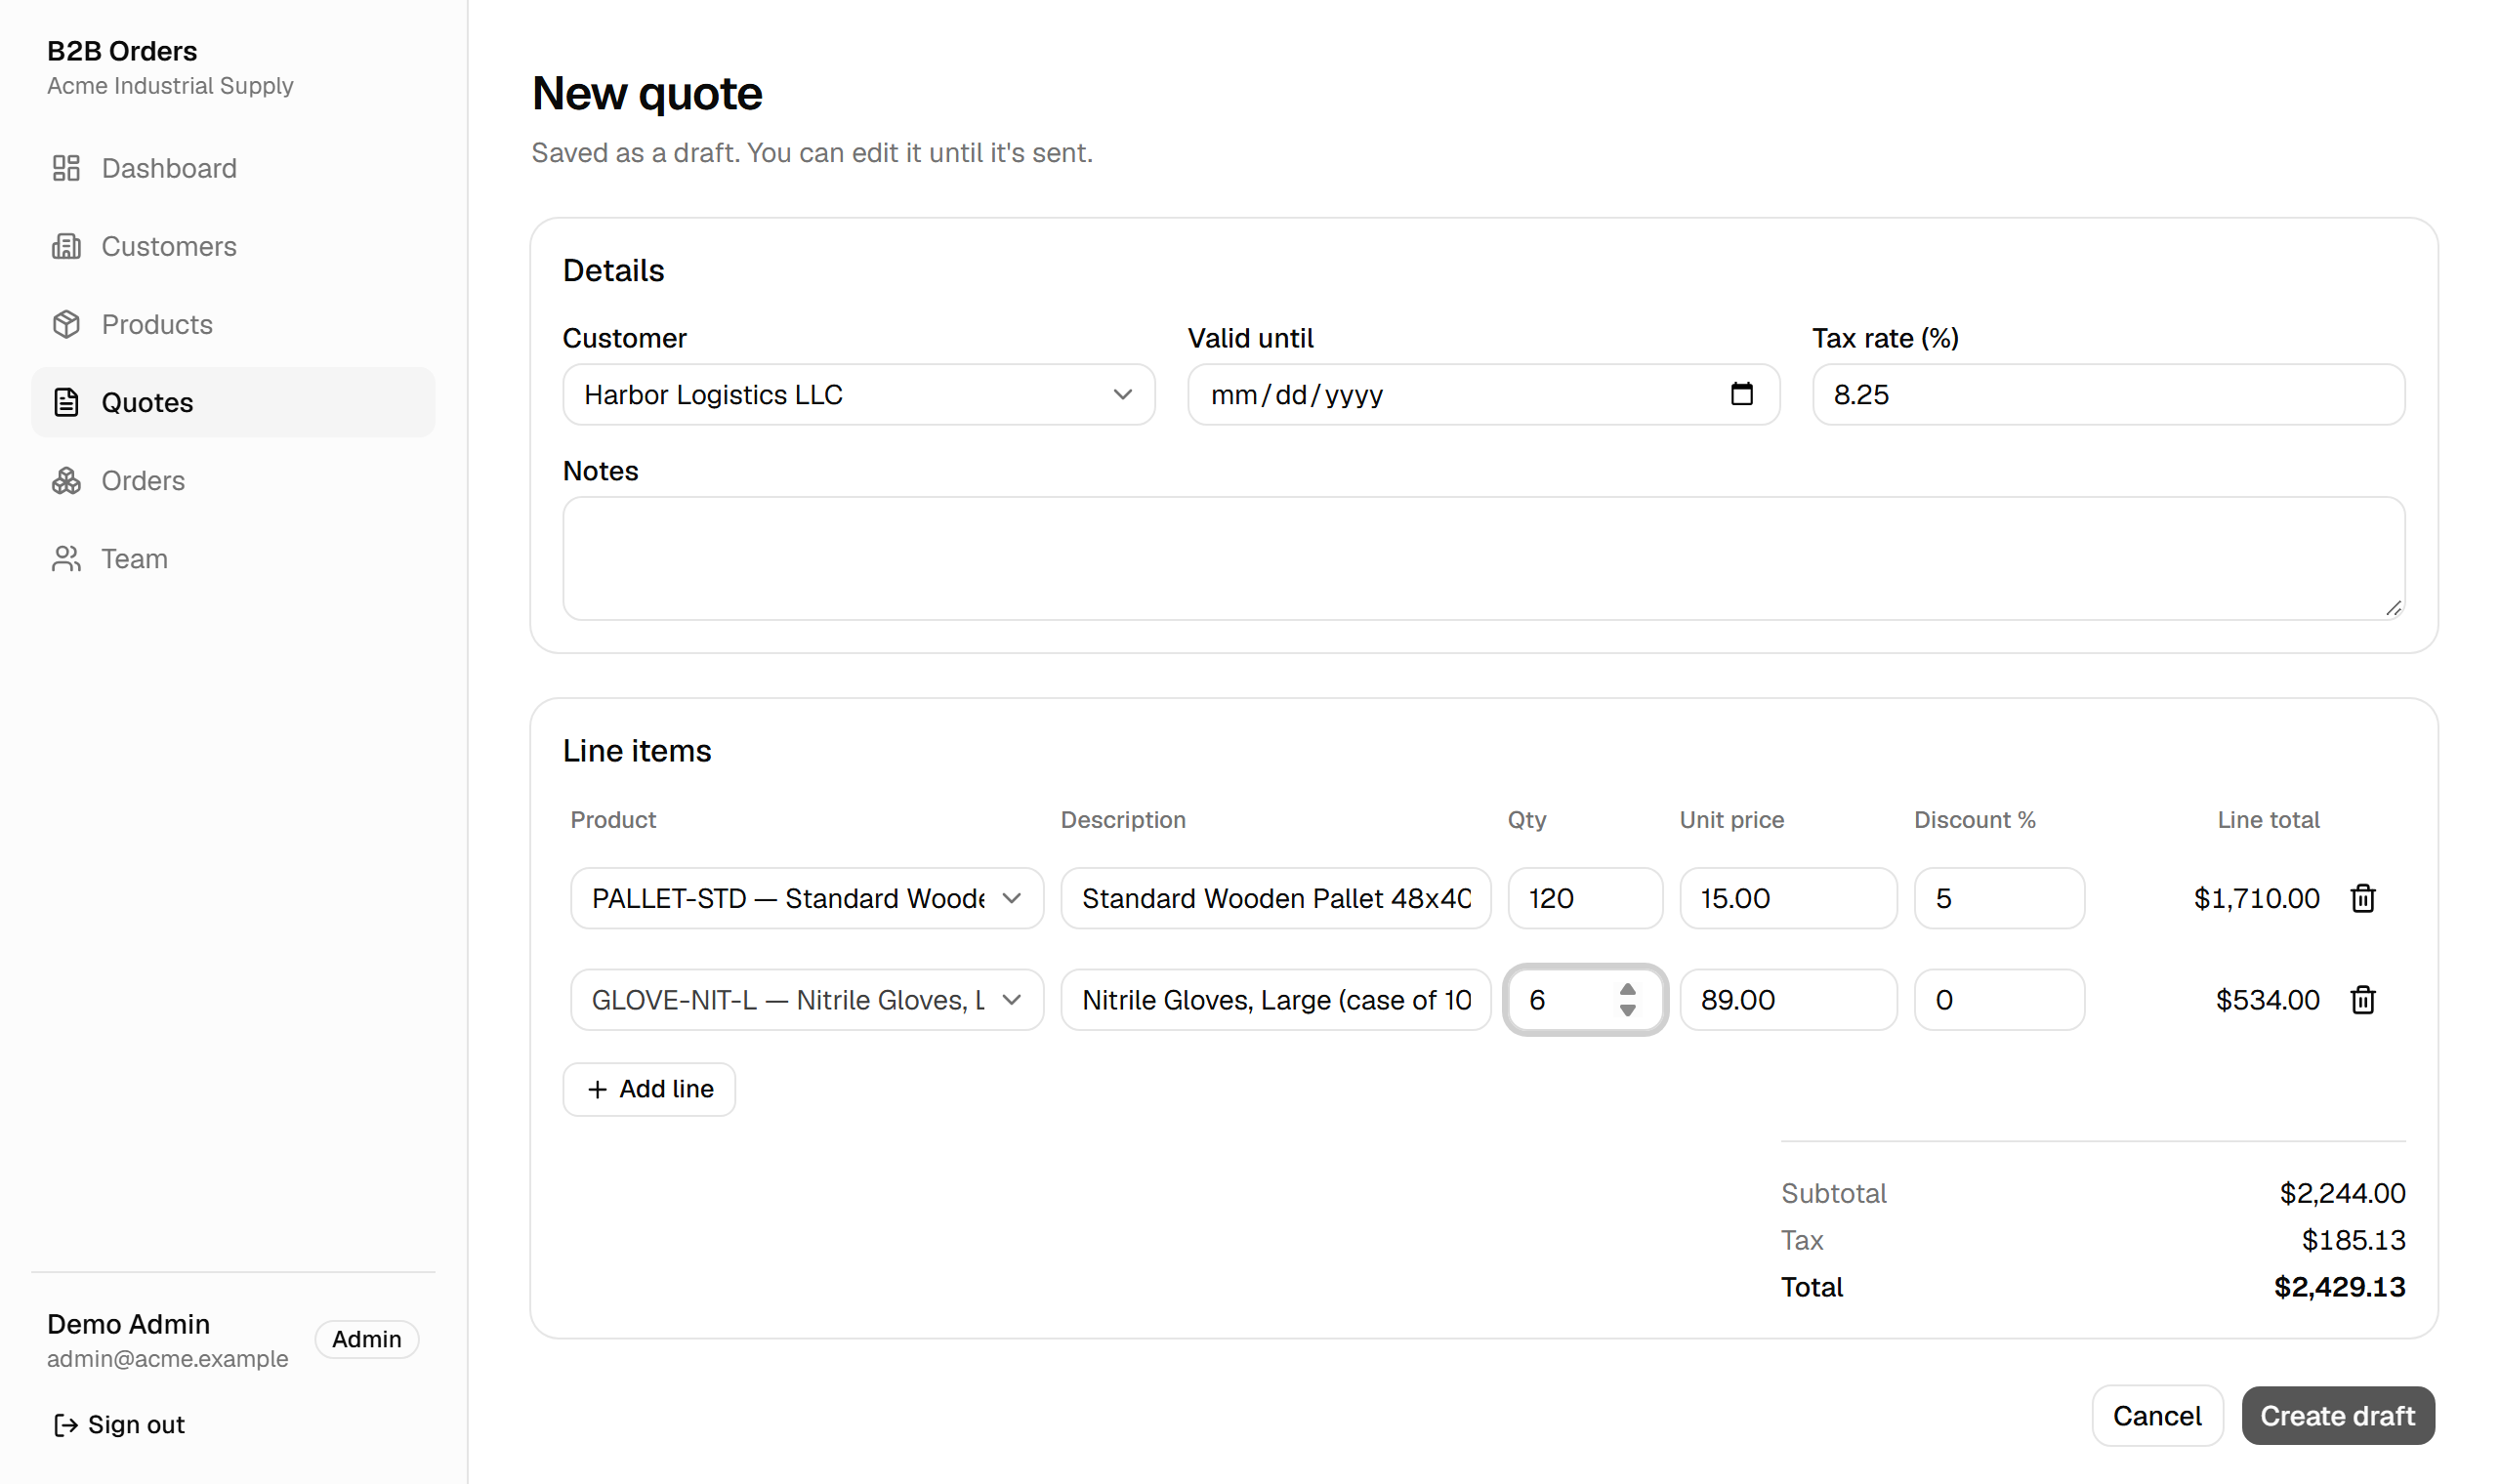 B2B Orders
Acme Industrial Supply
Dashboard
Customers
Products
Quotes
Orders
Team
Demo Admin
admin@acme.example
Admin
Sign out
New quote
Saved as a draft. You can edit it until it's sent.
Details
Customer
Valid until
Tax rate (%)
Harbor Logistics LLC
mm/dd/yyyy
8.25
Notes
Line items
Product Description Qty Unit price Discount % Line total
PALLET-STD — Standard Woode Standard Wooden Pallet 48x40 120 15.00 5 $1,710.00
GLOVE-NIT-L — Nitrile Gloves, L Nitrile Gloves, Large (case of 10 6 89.00 0 $534.00
+ Add line
Subtotal $2,244.00
Tax $185.13
Total $2,429.13
Cancel Create draft